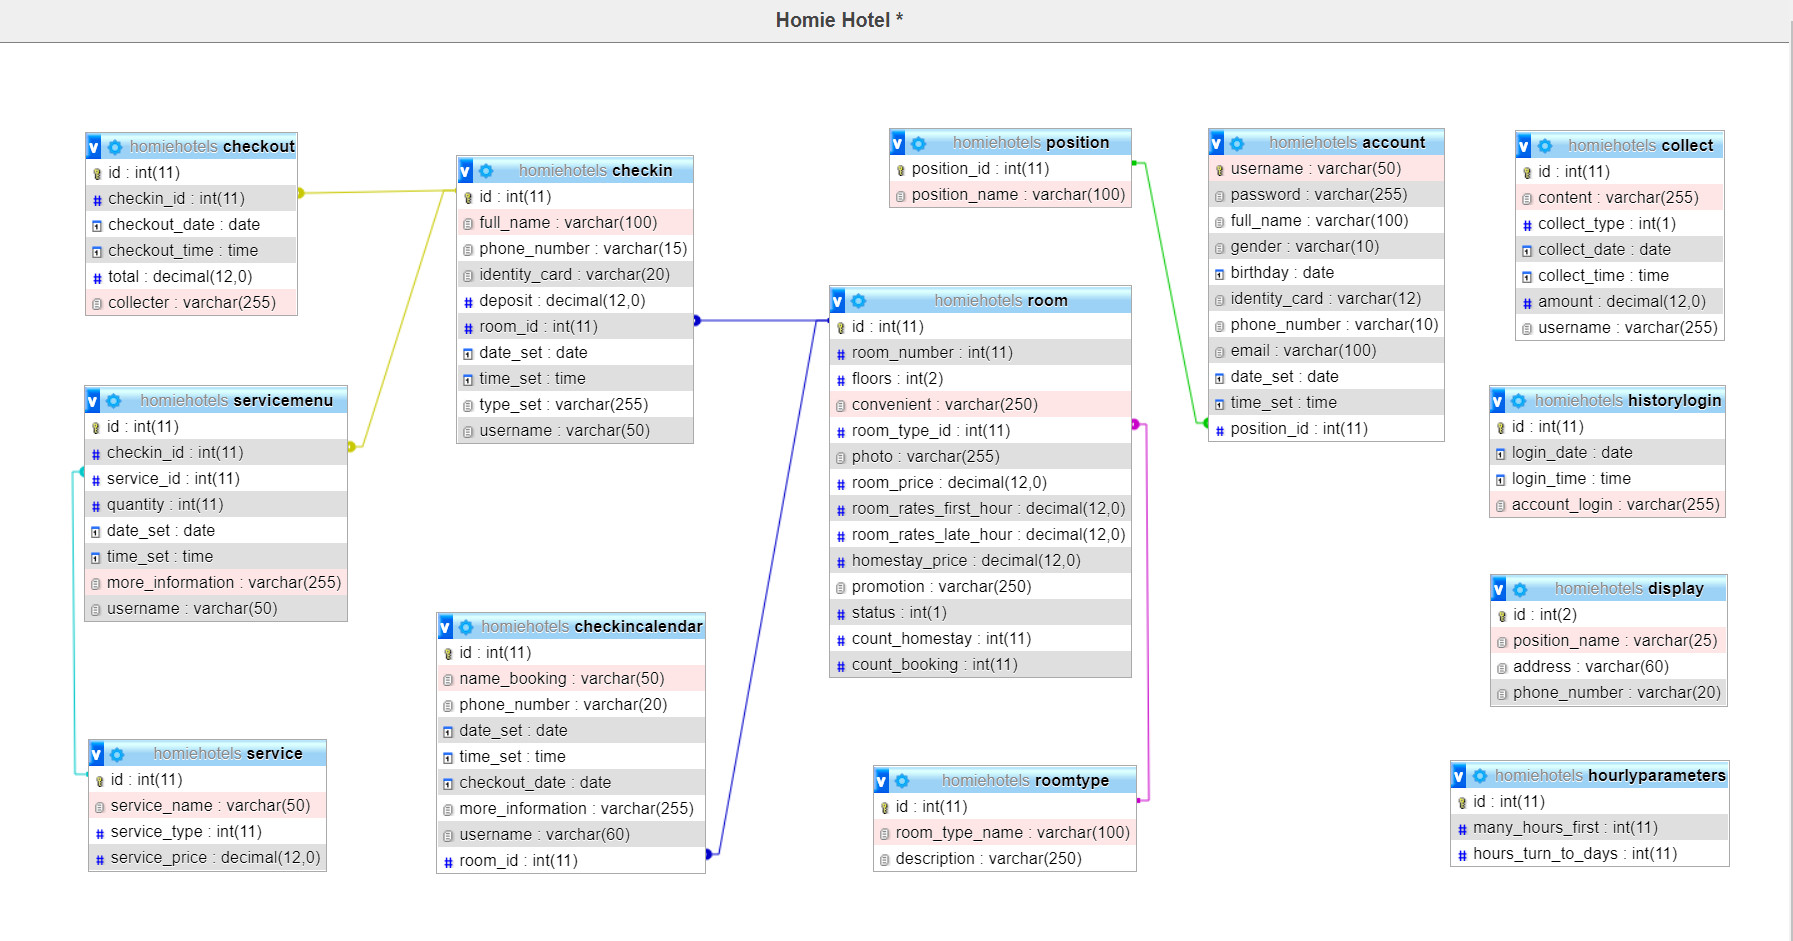 Homie Hotel *
homiehotels checkout
id : int(11)
checkin_id : int(11)
checkout_date : date
checkout_time : time
total : decimal(12,0)
collecter : varchar(255)
homiehotels servicemenu
id : int(11)
checkin_id : int(11)
service_id : int(11)
quantity : int(11)
date_set : date
time_set : time
more_information : varchar(255)
username : varchar(50)
homiehotels service
id : int(11)
service_name : varchar(50)
service_type : int(11)
service_price : decimal(12,0)
homiehotels checkin
id : int(11)
full_name : varchar(100)
phone_number : varchar(15)
identity_card : varchar(20)
deposit : decimal(12,0)
room_id : int(11)
date_set : date
time_set : time
type_set : varchar(255)
username : varchar(50)
homiehotels checkincalendar
id : int(11)
name_booking : varchar(50)
phone_number : varchar(20)
date_set : date
time_set : time
checkout_date : date
more_information : varchar(255)
username : varchar(60)
room_id : int(11)
homiehotels position
position_id : int(11)
position_name : varchar(100)
homiehotels room
id : int(11)
room_number : int(11)
floors : int(2)
convenient : varchar(250)
room_type_id : int(11)
photo : varchar(255)
room_price : decimal(12,0)
room_rates_first_hour : decimal(12,0)
room_rates_late_hour : decimal(12,0)
homestay_price : decimal(12,0)
promotion : varchar(250)
status : int(1)
count_homestay : int(11)
count_booking : int(11)
homiehotels roomtype
id : int(11)
room_type_name : varchar(100)
description : varchar(250)
homiehotels account
username : varchar(50)
password : varchar(255)
full_name : varchar(100)
gender : varchar(10)
birthday : date
identity_card : varchar(12)
phone_number : varchar(10)
email : varchar(100)
date_set : date
time_set : time
position_id : int(11)
homiehotels collect
id : int(11)
content : varchar(255)
collect_type : int(1)
collect_date : date
collect_time : time
amount : decimal(12,0)
username : varchar(255)
homiehotels historylogin
id : int(11)
login_date : date
login_time : time
account_login : varchar(255)
homiehotels display
id : int(2)
position_name : varchar(25)
address : varchar(60)
phone_number : varchar(20)
homiehotels hourlyparameters
id : int(11)
many_hours_first : int(11)
hours_turn_to_days : int(11)